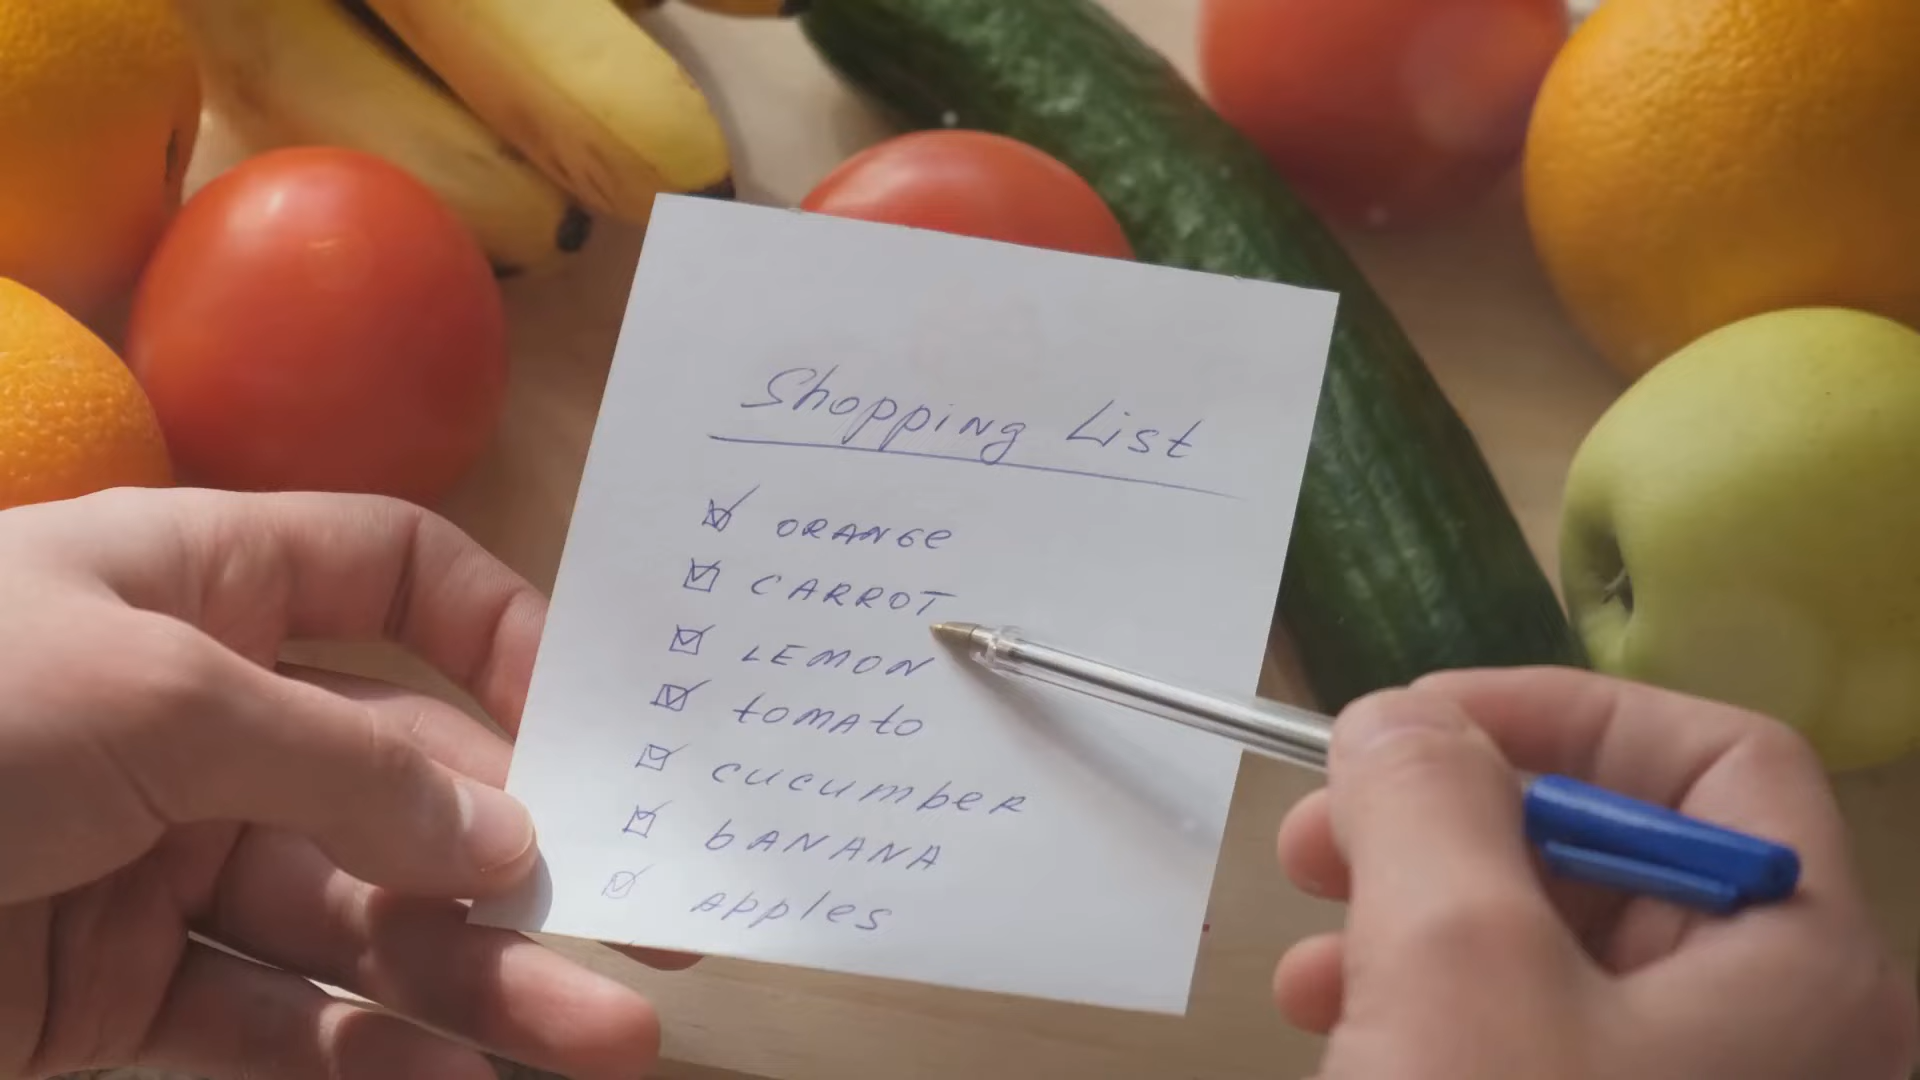 Shopping List
☑ ORANGe
☑ CARROT
☑ LEMON
☑ tomAto
☑ cucumbeR
☑ bANANA
☑ Apples